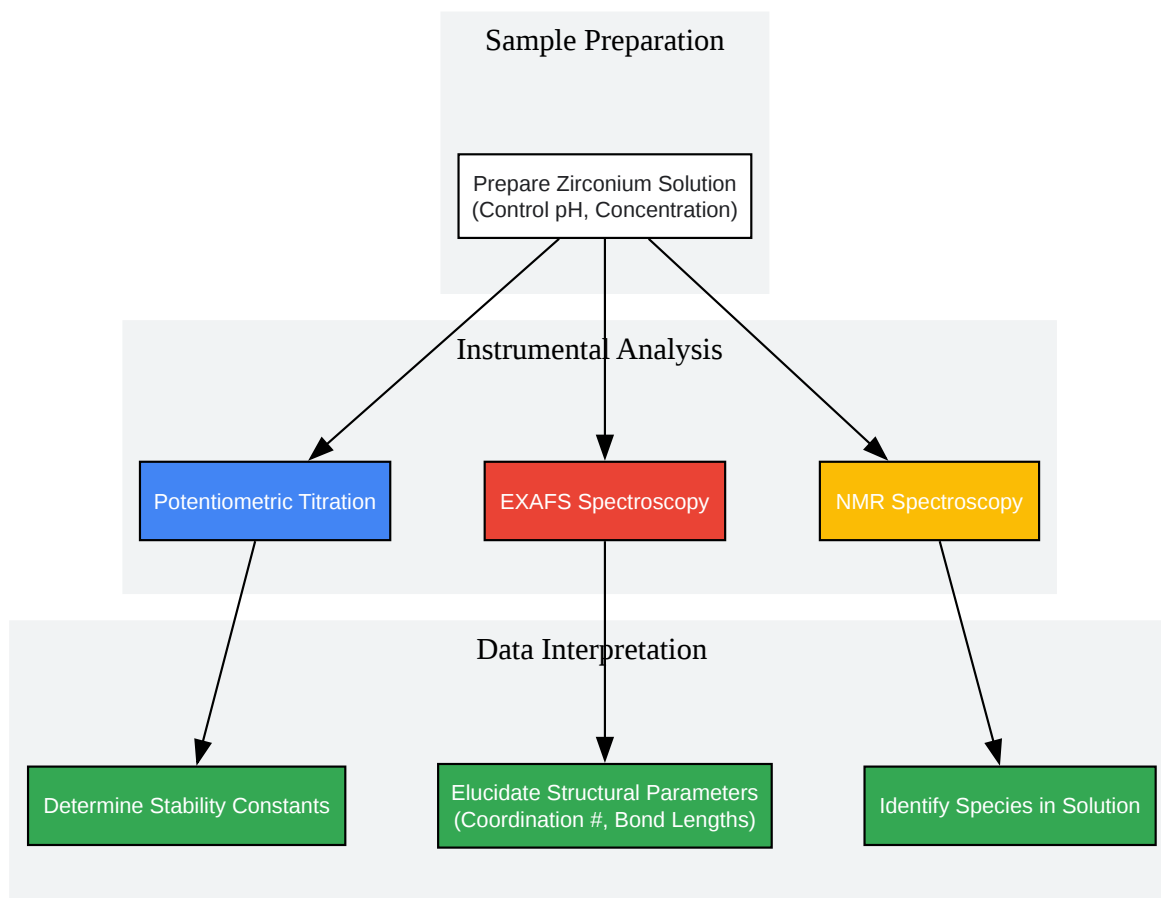 Sample Preparation
Prepare Zirconium Solution
(Control pH, Concentration)
Instrumental Analysis
Potentiometric Titration
EXAFS Spectroscopy
NMR Spectroscopy
Data Interpretation
Determine Stability Constants
Elucidate Structural Parameters
(Coordination #, Bond Lengths)
Identify Species in Solution